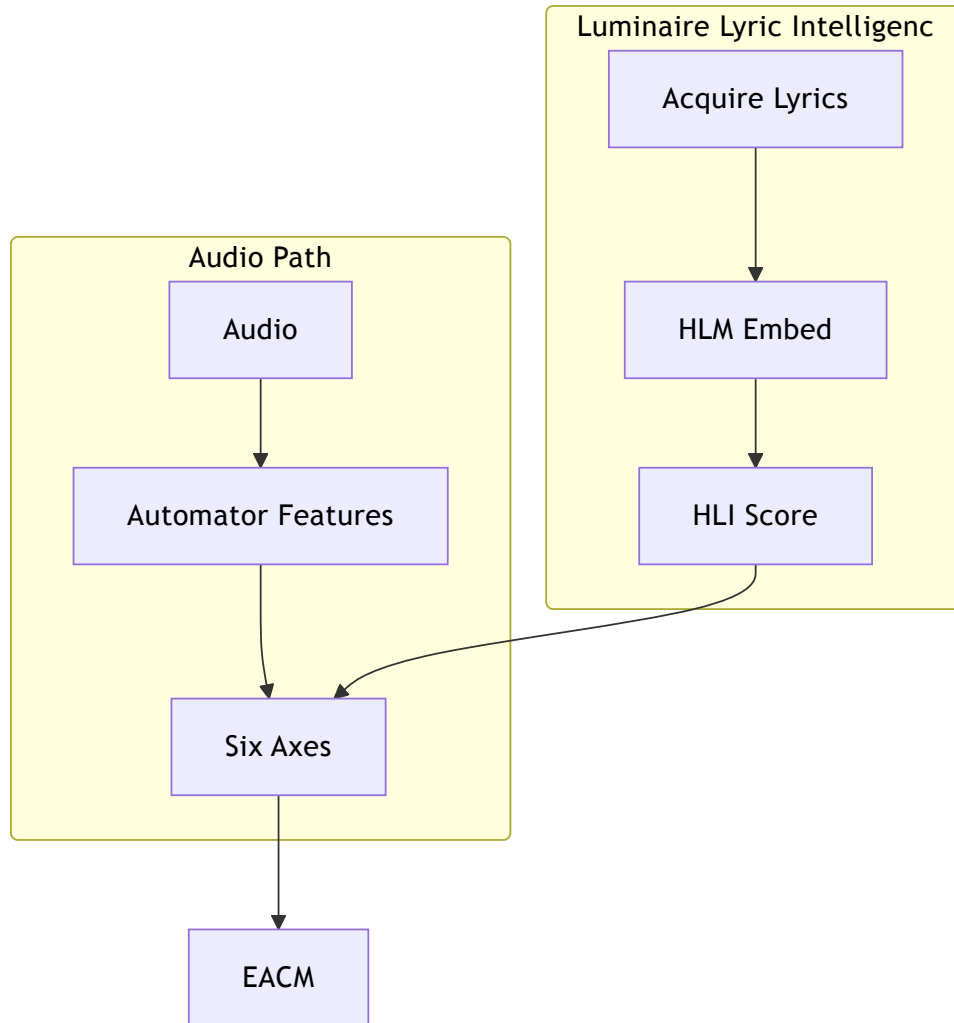 Luminaire Lyric Intelligenc
Acquire Lyrics
HLM Embed
HLI Score
Audio Path
Audio
Automator Features
Six Axes
EACM